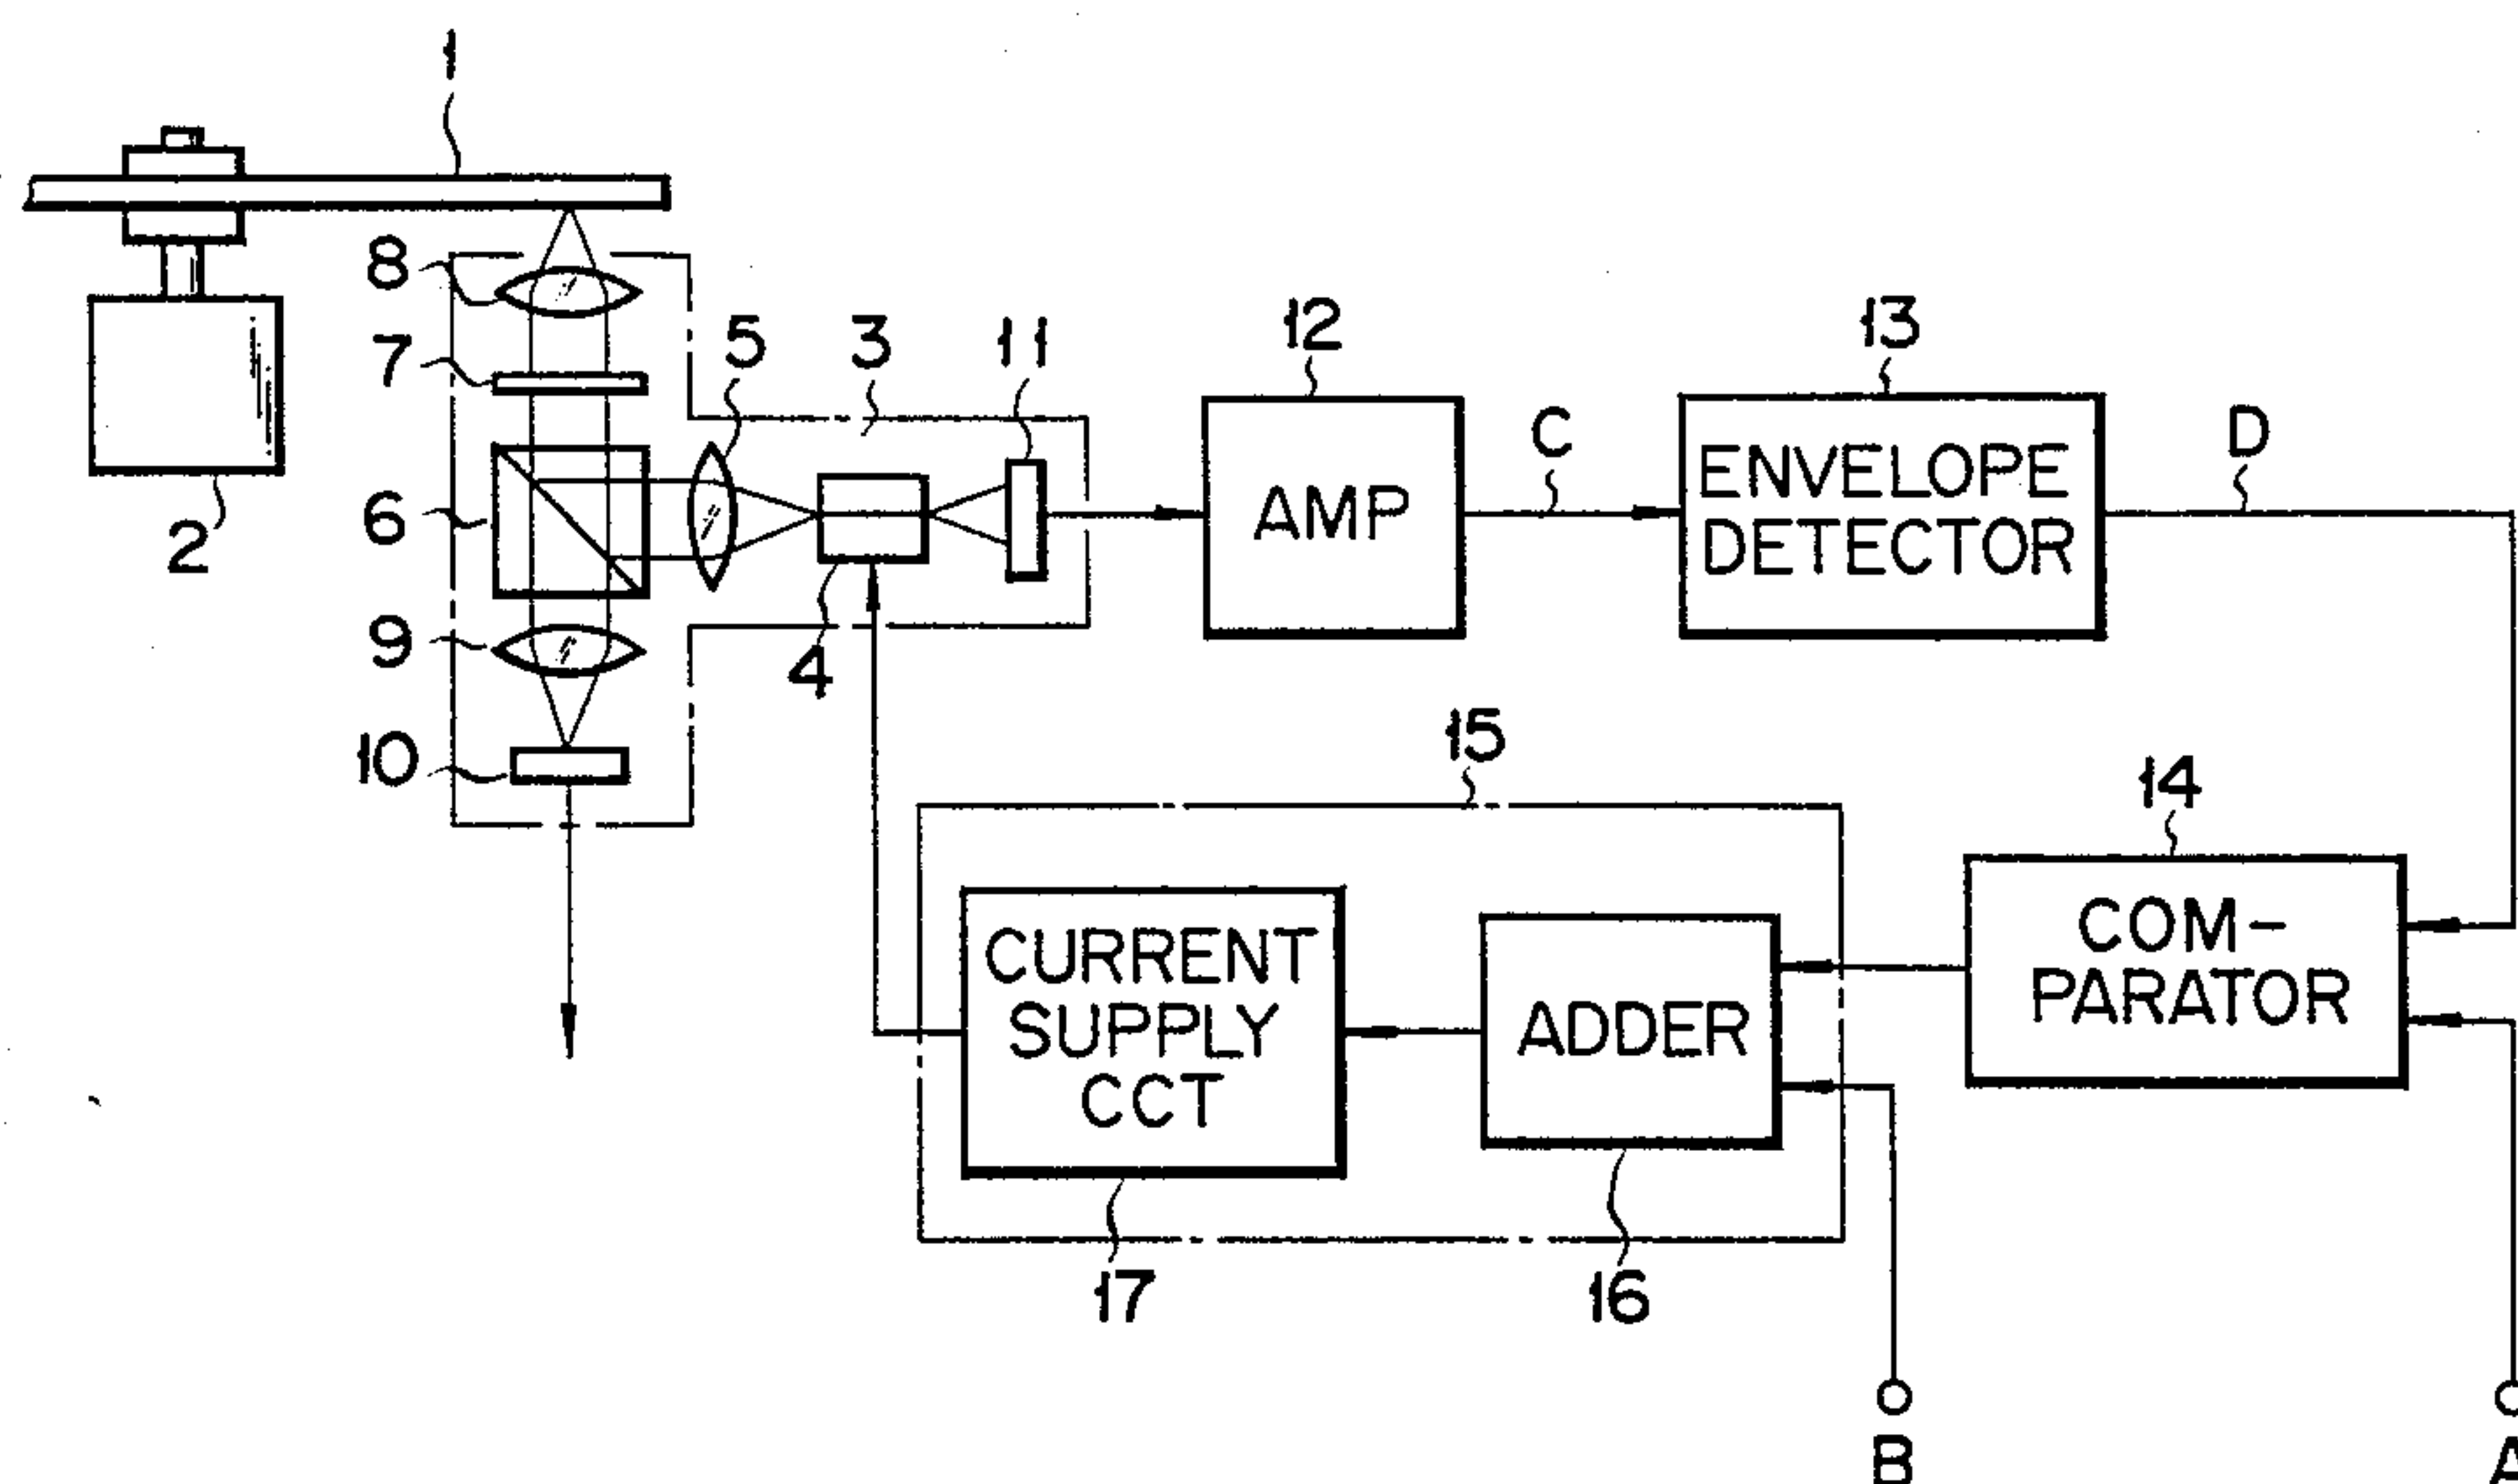 1
8
7
5
3
11
12
13
C
D
6
AMP
ENVELOPE
DETECTOR
2
9
4
10
15
14
COM-
PARATOR
CURRENT
SUPPLY
CCT
ADDER
17
16
B
A